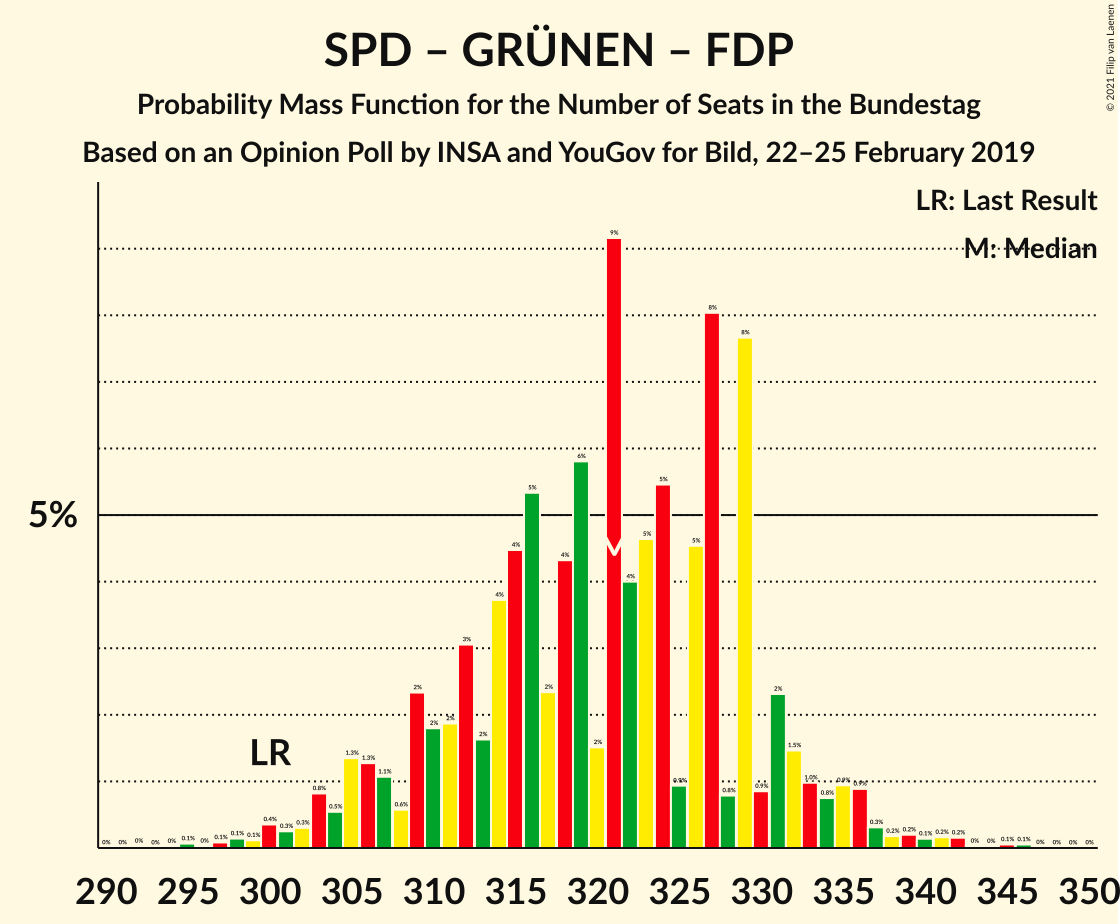 SPD – GRÜNEN – FDP
Probability Mass Function for the Number of Seats in the Bundestag
Based on an Opinion Poll by INSA and YouGov for Bild, 22–25 February 2019
© 2021 Filip van Laenen
LR: Last Result
M: Median
5%
LR
M
0% 0% 0% 0% 0% 0.1% 0% 0.1% 0.1% 0.1% 0.4% 0.3% 0.3% 0.8% 0.5% 1.3% 1.3% 1.1% 0.6% 2% 2% 2% 3% 2% 4% 4% 5% 2% 4% 6% 2% 9% 4% 5% 5% 0.9% 5% 8% 0.8% 8% 0.9% 2% 1.5% 1.0% 0.8% 0.9% 0.9% 0.3% 0.2% 0.2% 0.1% 0.2% 0.2% 0% 0% 0.1% 0.1% 0% 0% 0% 0%
290 295 300 305 310 315 320 325 330 335 340 345 350